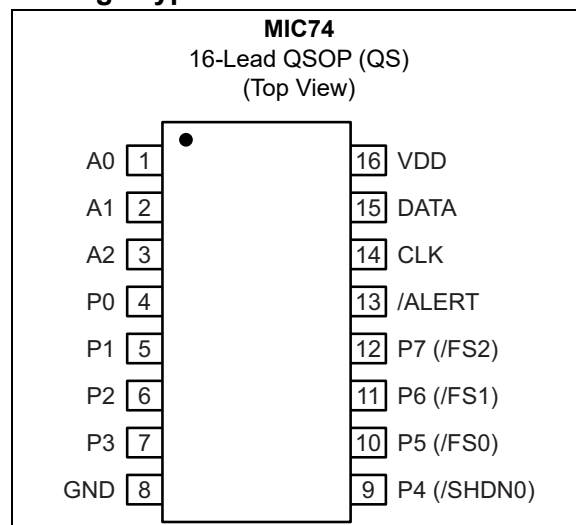 MIC74
16-Lead QSOP (QS)
(Top View)
A0 1 16 VDD
A1 2 15 DATA
A2 3 14 CLK
P0 4 13 /ALERT
P1 5 12 P7 (/FS2)
P2 6 11 P6 (/FS1)
P3 7 10 P5 (/FS0)
GND 8 9 P4 (/SHDN0)